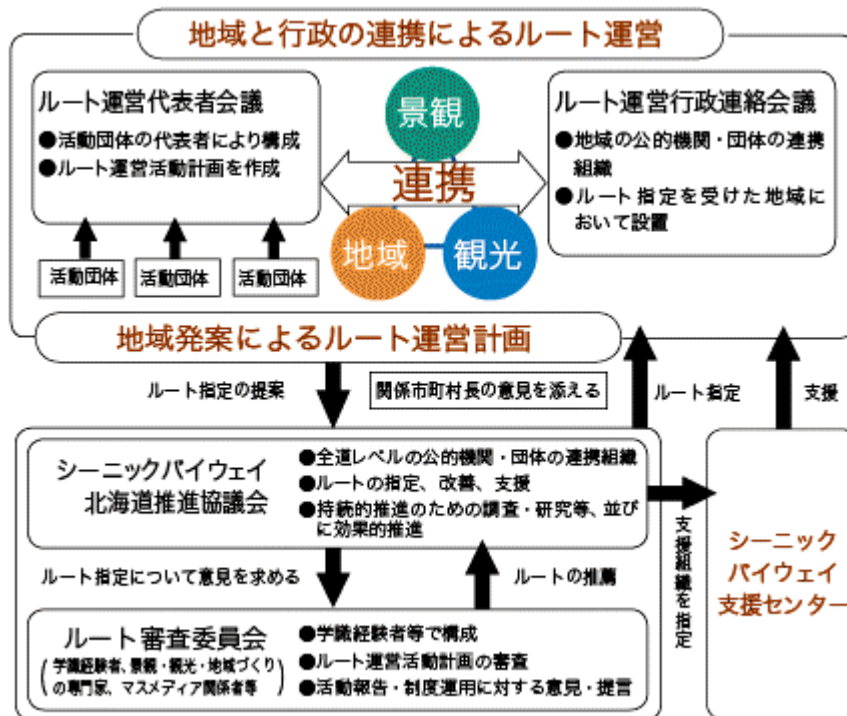 地域と行政の連携によるルート運営
ルート運営代表者会議
●活動団体の代表者により構成
●ルート運営活動計画を作成
活動団体
活動団体
活動団体
景観
連携
地域
観光
ルート運営行政連絡会議
●地域の公的機関・団体の連携
組織
●ルート指定を受けた地域に
おいて設置
地域発案によるルート運営計画
ルート指定の提案
関係市町村長の意見を添える
ルート指定
支援
シーニックバイウェイ
北海道推進協議会
●全道レベルの公的機関・団体の連携組織
●ルートの指定、改善、支援
●持続的推進のための調査・研究等、並び
に効果的推進
支援組織を指定
シーニック
バイウェイ
支援センター
ルート指定について意見を求める
ルートの推薦
ルート審査委員会
(学識経験者、景観・観光・地域づくり
の専門家、マスメディア関係者等)
●学識経験者等で構成
●ルート運営活動計画の審査
●活動報告・制度運用に対する意見・提言